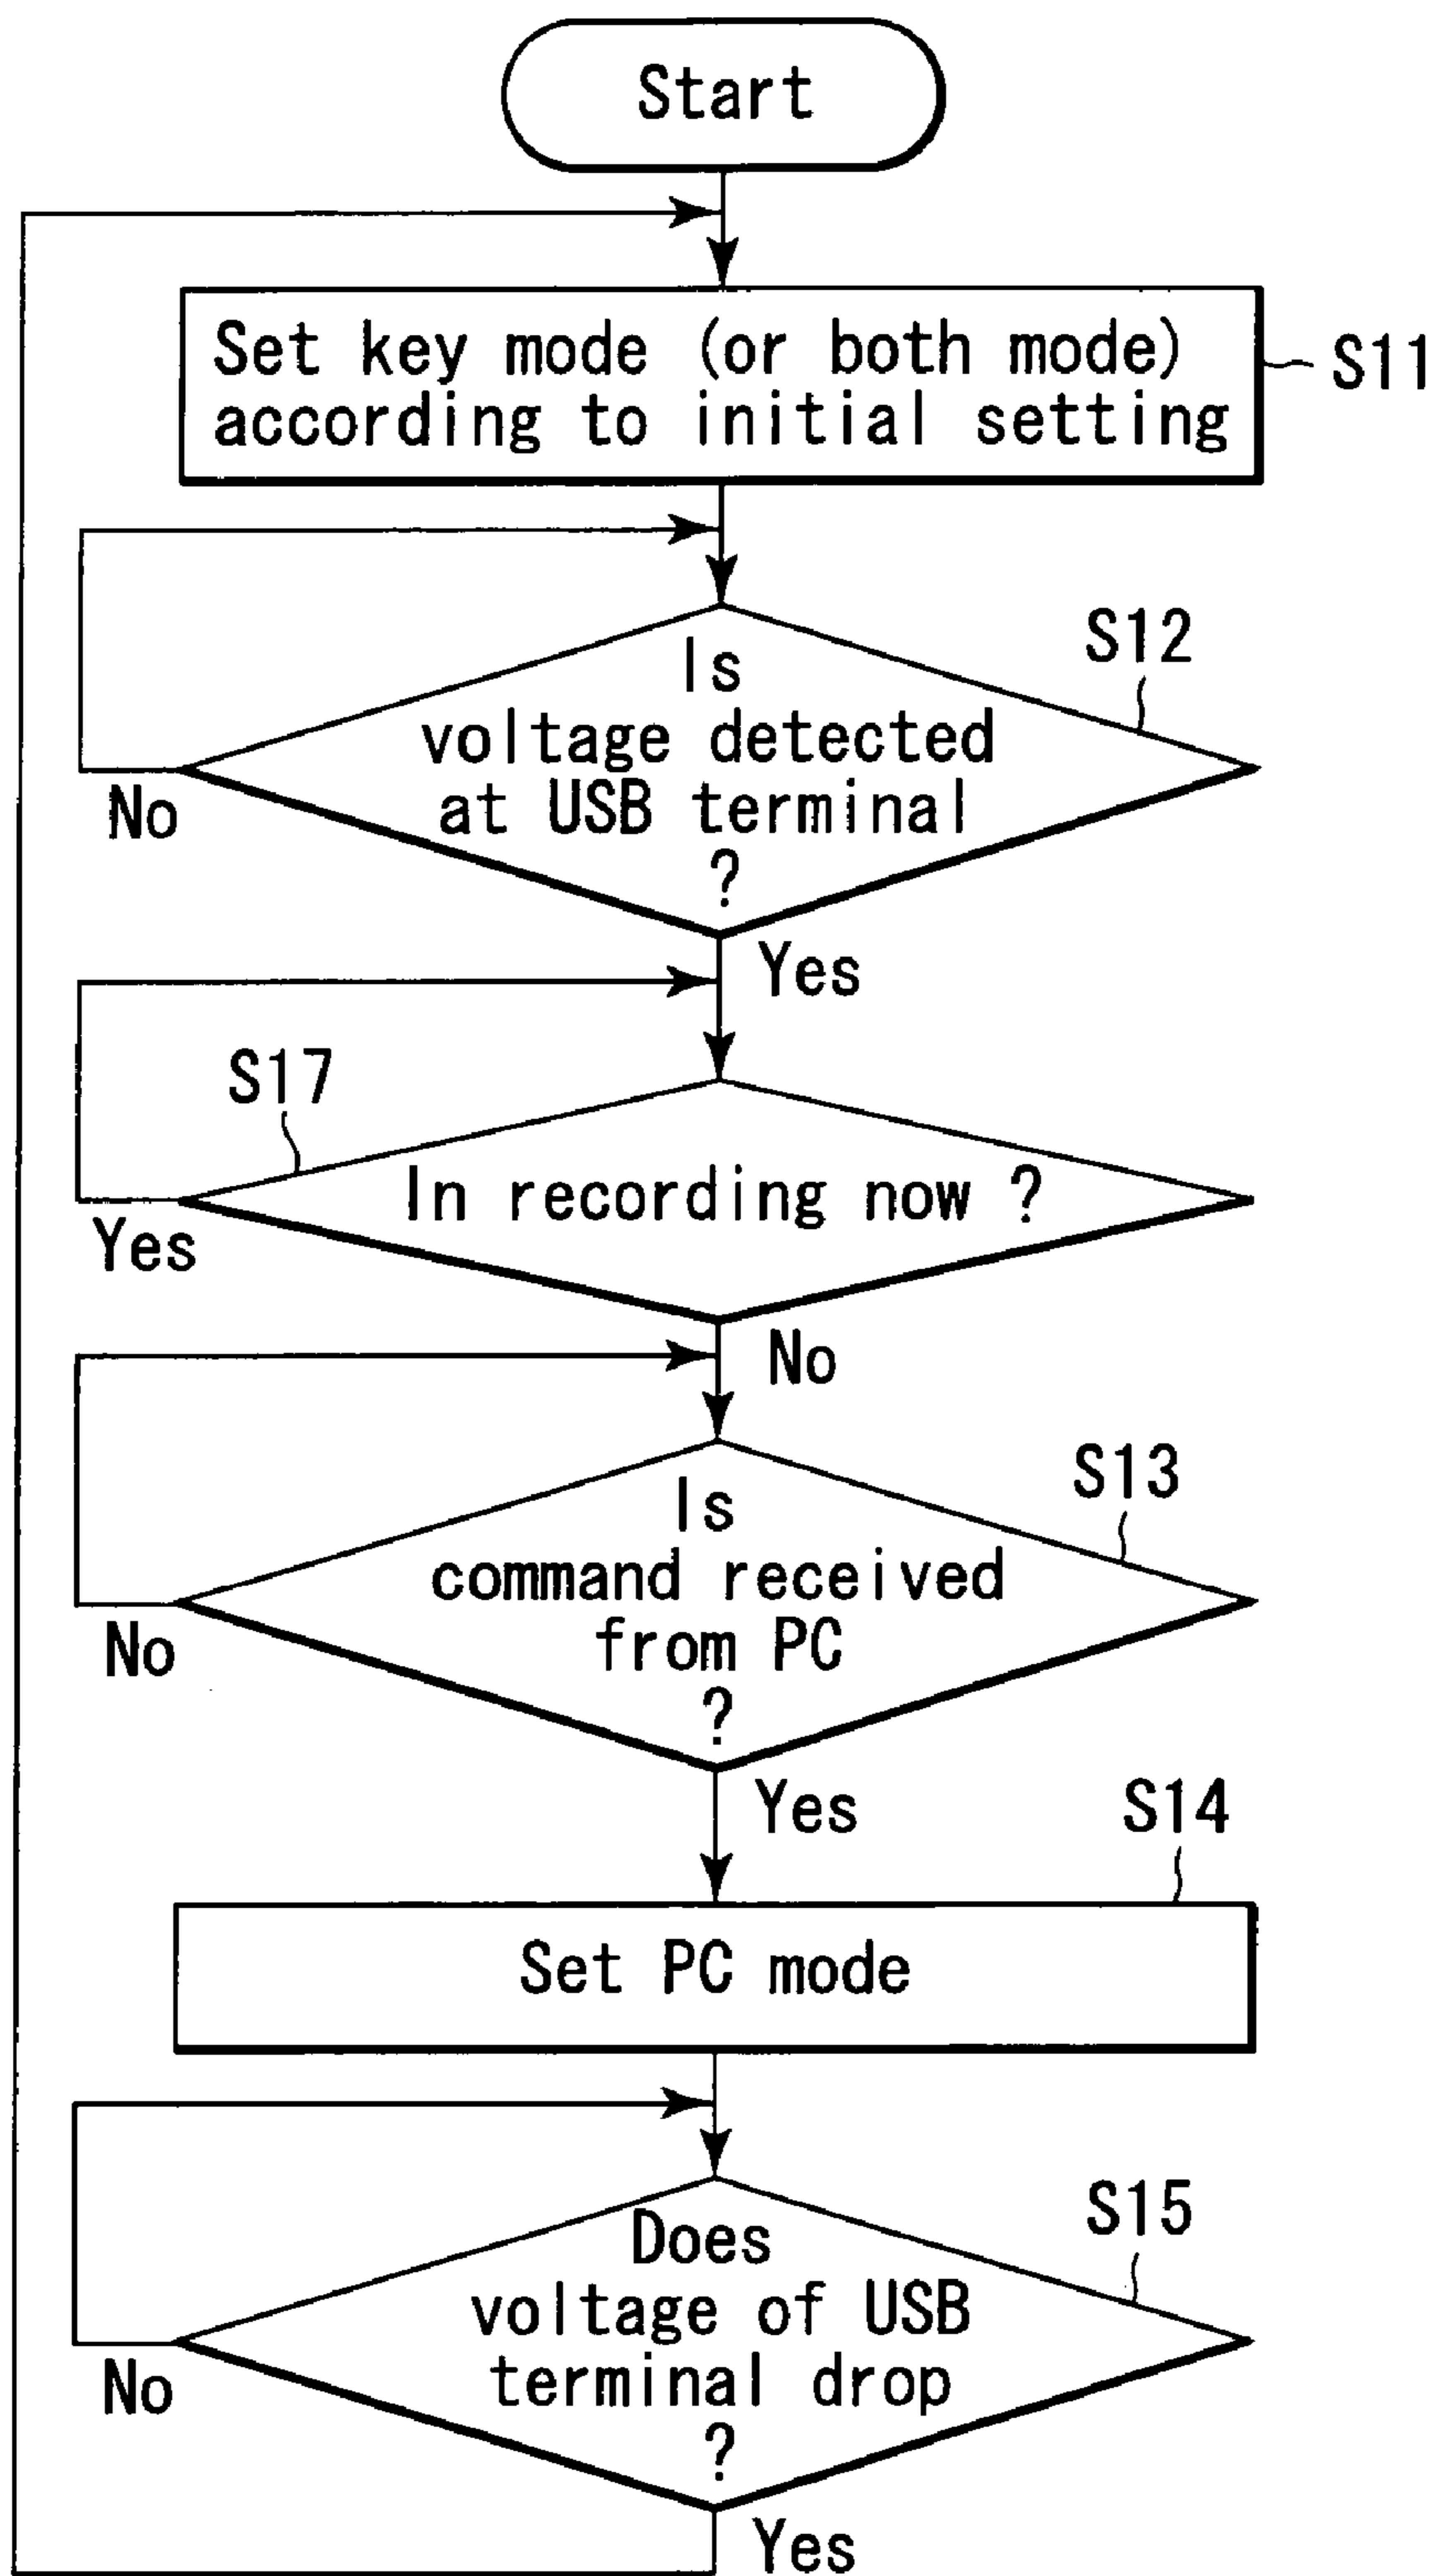 Start
Set key mode (or both mode)
according to initial setting
S11
S12
Is
voltage detected
at USB terminal
?
No
Yes
S17
In recording now ?
Yes
No
S13
Is
command received
from PC
?
No
Yes
S14
Set PC mode
S15
Does
voltage of USB
terminal drop
?
No
Yes